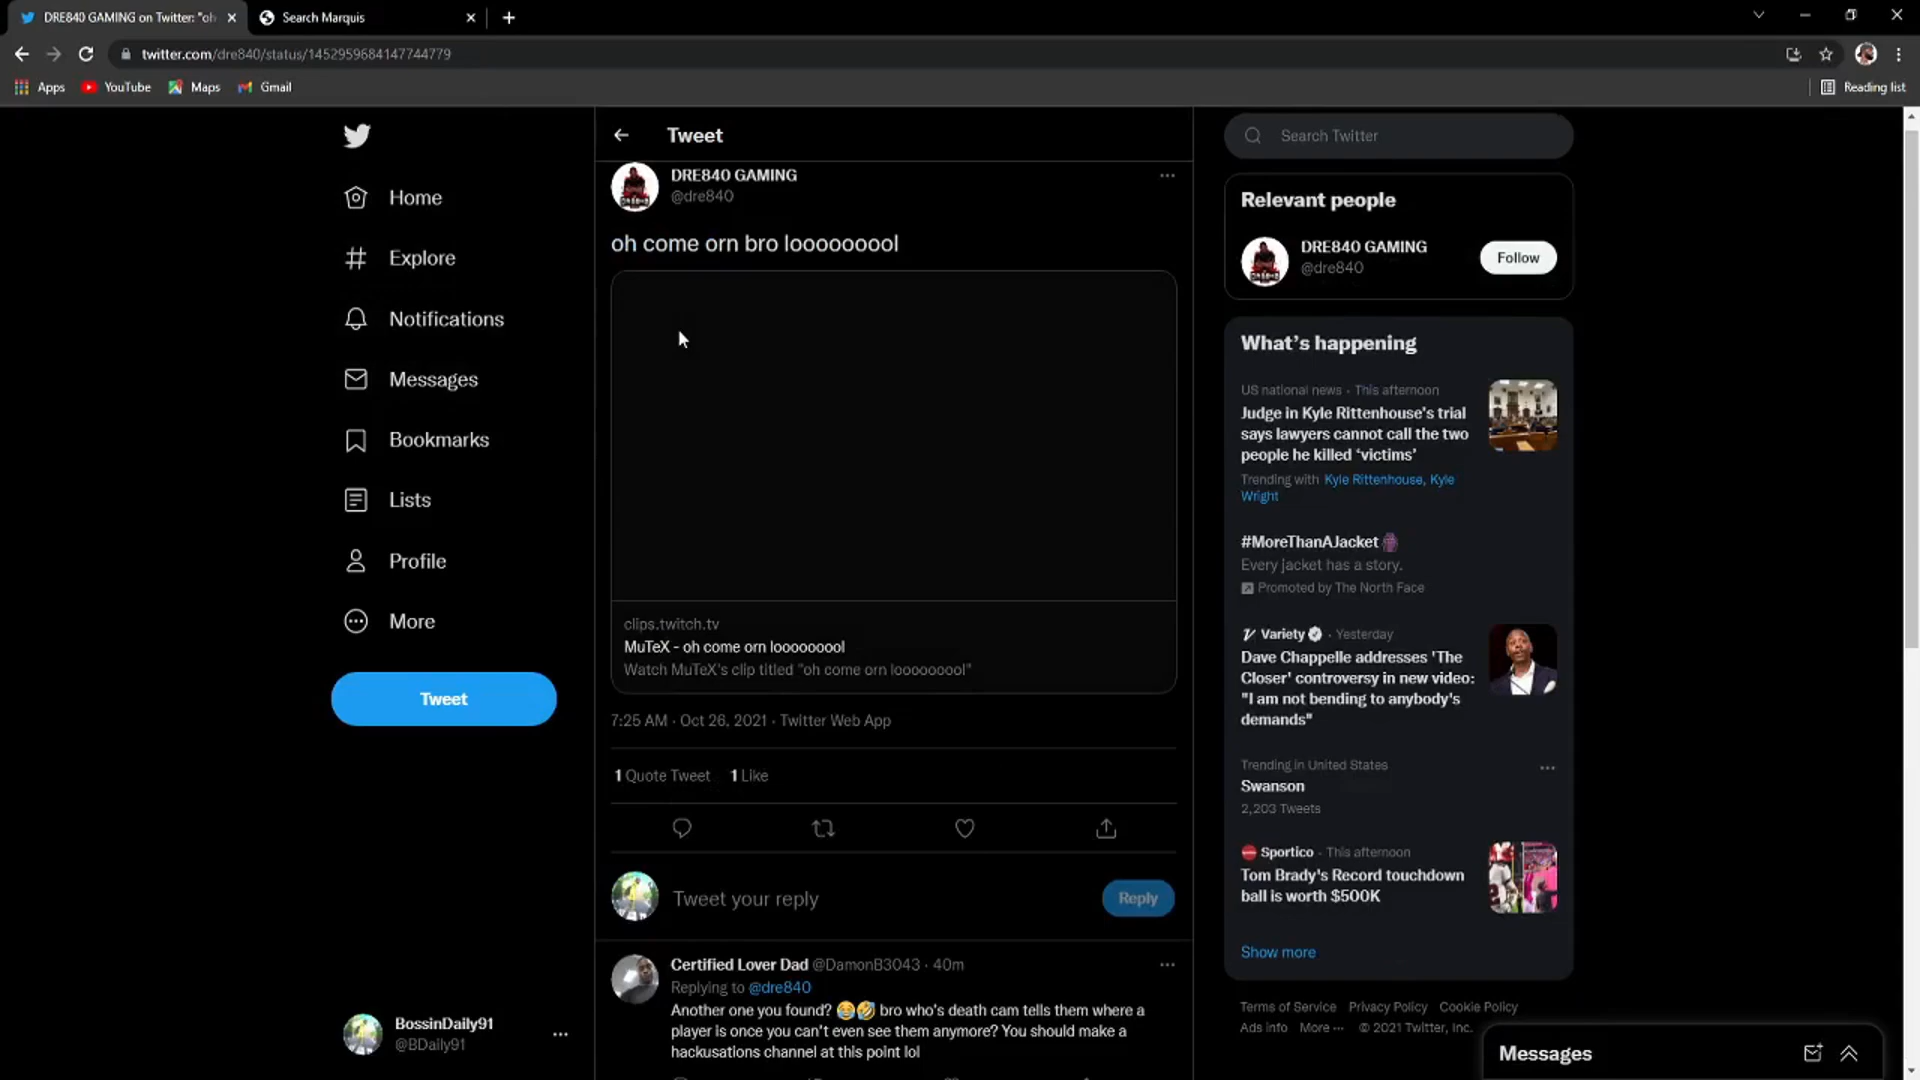 DRE840 GAMING on Twitter: "oh
Search Marquis
twitter.com/dre840/status/1452959684147744779
Apps
YouTube
Maps
Gmail
Reading list
Home
Explore
Notifications
Messages
Bookmarks
Lists
Profile
More
Tweet
BossinDaily91
@BDaily91
Tweet
DRE840 GAMING
@dre840
oh come orn bro looooooool
clips.twitch.tv
MuTeX - oh come orn looooooool
Watch MuTeX's clip titled "oh come orn looooooool"
7:25 AM · Oct 26, 2021 · Twitter Web App
1 Quote Tweet 1 Like
Tweet your reply
Reply
Certified Lover Dad @DamonB3043 · 40m
Replying to @dre840
Another one you found? 😂🤣 bro who's death cam tells them where a
player is once you can't even see them anymore? You should make a
hackusations channel at this point lol
Search Twitter
Relevant people
DRE840 GAMING
@dre840
Follow
What's happening
US national news · This afternoon
Judge in Kyle Rittenhouse's trial
says lawyers cannot call the two
people he killed 'victims'
Trending with Kyle Rittenhouse, Kyle
Wright
#MoreThanAJacket
Every jacket has a story.
Promoted by The North Face
Variety · Yesterday
Dave Chappelle addresses 'The
Closer' controversy in new video:
"I am not bending to anybody's
demands"
Trending in United States
Swanson
2,203 Tweets
Sportico · This afternoon
Tom Brady's Record touchdown
ball is worth $500K
Show more
Terms of Service Privacy Policy Cookie Policy
Ads info More ··· © 2021 Twitter, Inc.
Messages